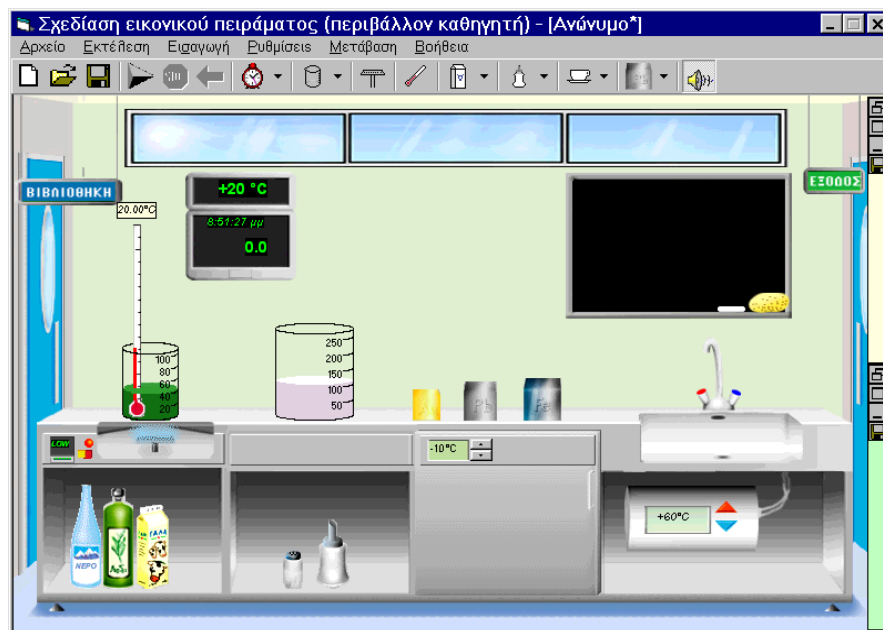 Σχεδίαση εικονικού πειράματος (περιβάλλον καθηγητή) - [Ανώνυμο*]
Αρχείο Εκτέλεση Εισαγωγή Ρυθμίσεις Μετάβαση Βοήθεια
ΒΙΒΛΙΟΘΗΚΗ
ΕΞΟΔΟΣ
+20 °C
20.00°C
8:51:27 μμ
0.0
250
200
150
100
50
100
80
60
40
20
Pb
Fe
LOW
-10°C
+60°C
ΝΕΡΟ
ΓΑΛΑ